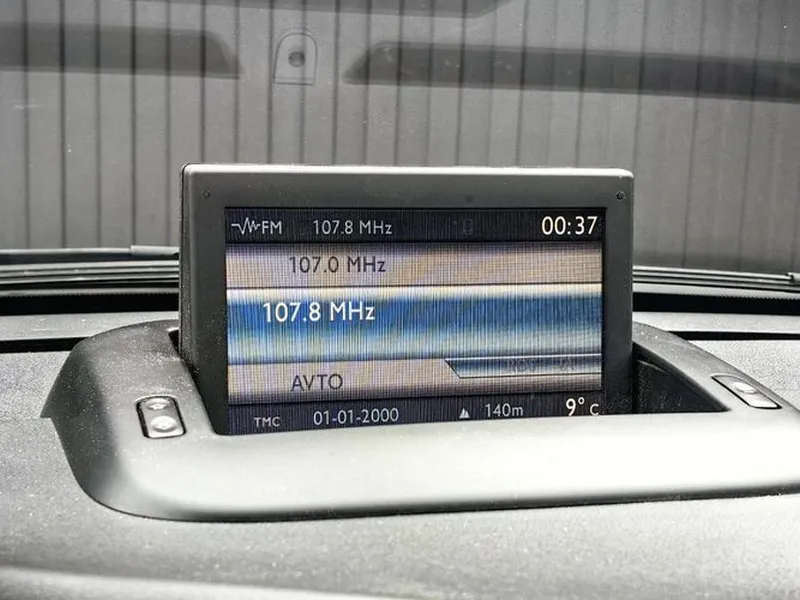 FM 107.8 MHz 00:37
107.0 MHz
107.8 MHz
AVTO
TMC 01-01-2000 140m 9° C